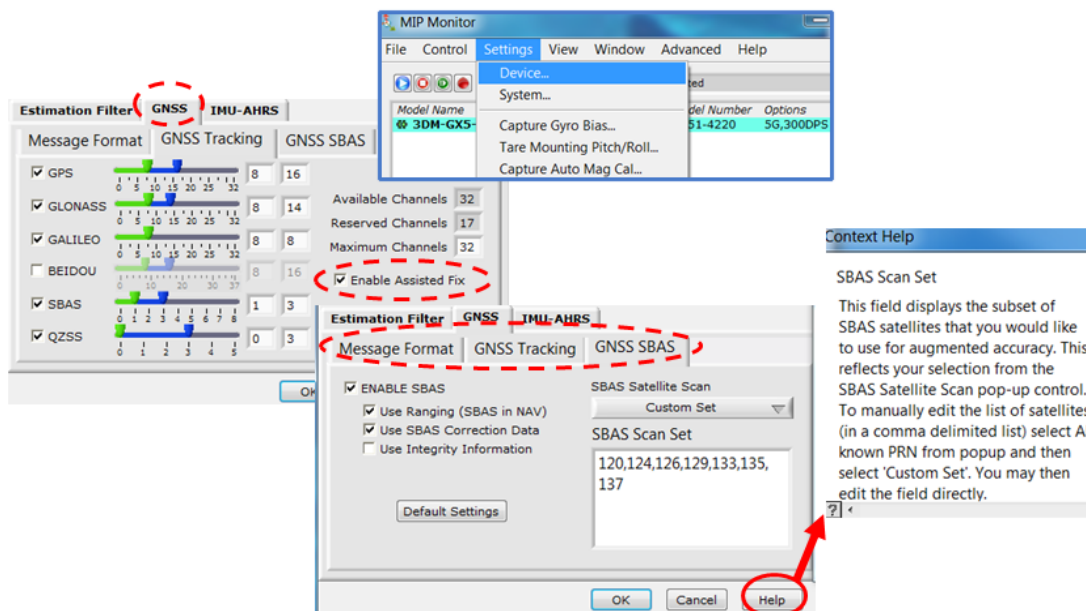 MIP Monitor
File Control Settings View Window Advanced Help
Device...
System...
Capture Gyro Bias...
Tare Mounting Pitch/Roll...
Capture Auto Mag Cal...
ted
Model Name
del Number Options
3DM-GX5-
51-4220 5G,300DPS
Estimation Filter GNSS IMU-AHRS
Message Format GNSS Tracking GNSS SBAS
GPS
0 5 10 15 20 25 32
8 16
GLONASS
0 5 10 15 20 25 32
8 14
GALILEO
0 5 10 15 20 25 32
8 8
BEIDOU
0 10 20 30 37
8 16
SBAS
0 1 2 3 4 5 6 7 8
1 3
QZSS
0 1 2 3 4 5
0 3
Available Channels 32
Reserved Channels 17
Maximum Channels 32
Enable Assisted Fix
OK
Estimation Filter GNSS IMU-AHRS
Message Format GNSS Tracking GNSS SBAS
ENABLE SBAS
Use Ranging (SBAS in NAV)
Use SBAS Correction Data
Use Integrity Information
Default Settings
SBAS Satellite Scan
Custom Set
SBAS Scan Set
120,124,126,129,133,135,
137
OK Cancel Help
Context Help
SBAS Scan Set
This field displays the subset of
SBAS satellites that you would like
to use for augmented accuracy. This
reflects your selection from the
SBAS Satellite Scan pop-up control.
To manually edit the list of satellites
(in a comma delimited list) select A
known PRN from popup and then
select 'Custom Set'. You may then
edit the field directly.
?